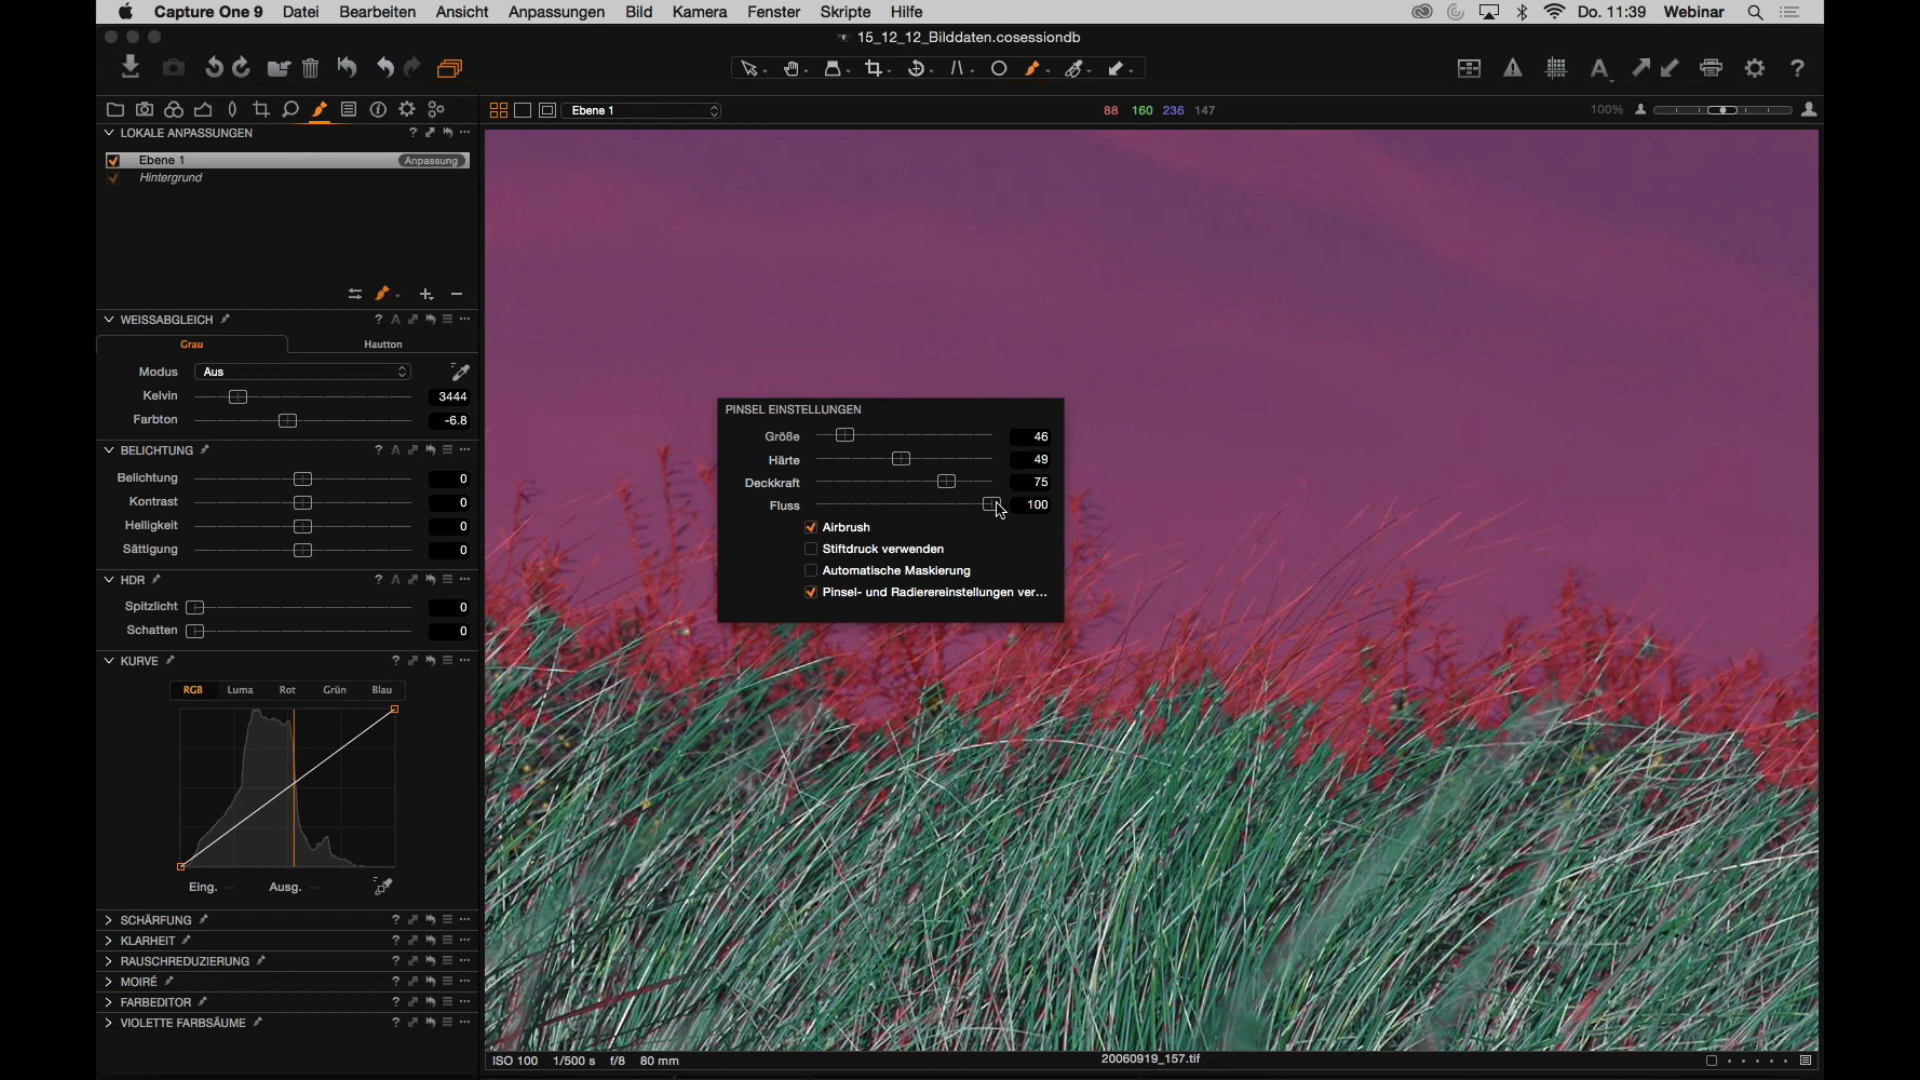 Capture One 9 Datei Bearbeiten Ansicht Anpassungen Bild Kamera Fenster Skripte Hilfe Do. 11:39 Webinar
15_12_12_Bilddaten.cosessiondb
Ebene 1 88 160 236 147 100%
LOKALE ANPASSUNGEN
Ebene 1 Anpassung
Hintergrund
WEISSABGLEICH
Grau Hautton
Modus Aus
Kelvin 3444
Farbton -6.8
BELICHTUNG
Belichtung 0
Kontrast 0
Helligkeit 0
Sättigung 0
HDR
Spitzlicht 0
Schatten 0
KURVE
RGB Luma Rot Grün Blau
Eing. -- Ausg. --
SCHÄRFUNG
KLARHEIT
RAUSCHREDUZIERUNG
MOIRÉ
FARBEDITOR
VIOLETTE FARBSÄUME
PINSEL EINSTELLUNGEN
Größe 46
Härte 49
Deckkraft 75
Fluss 100
Airbrush
Stiftdruck verwenden
Automatische Maskierung
Pinsel- und Radierereinstellungen ver...
ISO 100 1/500 s f/8 80 mm 20060919_157.tif